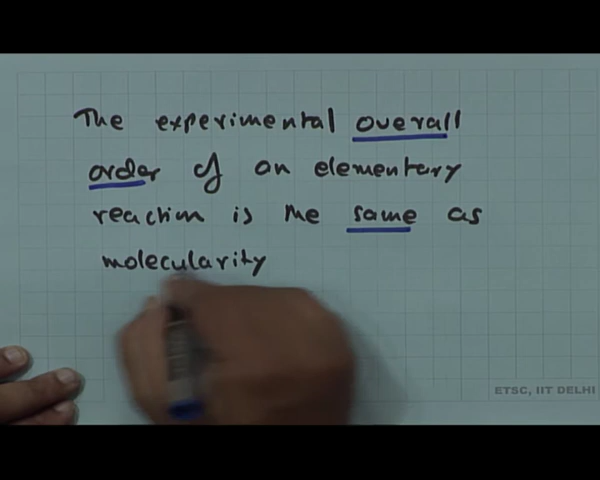 The experimental overall
order of an elementary
reaction is the same as
molecularity
ETSC, IIT DELHI